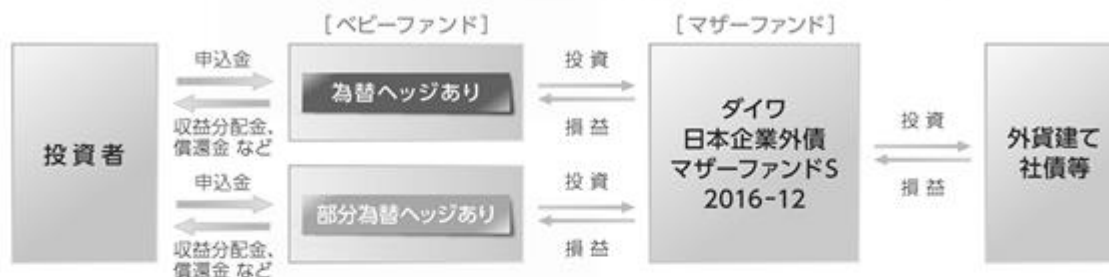 ［ベビーファンド］
［マザーファンド］
投資者
申込金
収益分配金、
償還金 など
為替ヘッジあり
投資
損益
申込金
収益分配金、
償還金 など
部分為替ヘッジあり
投資
損益
ダイワ
日本企業外債
マザーファンドS
2016-12
投資
損益
外貨建て
社債等